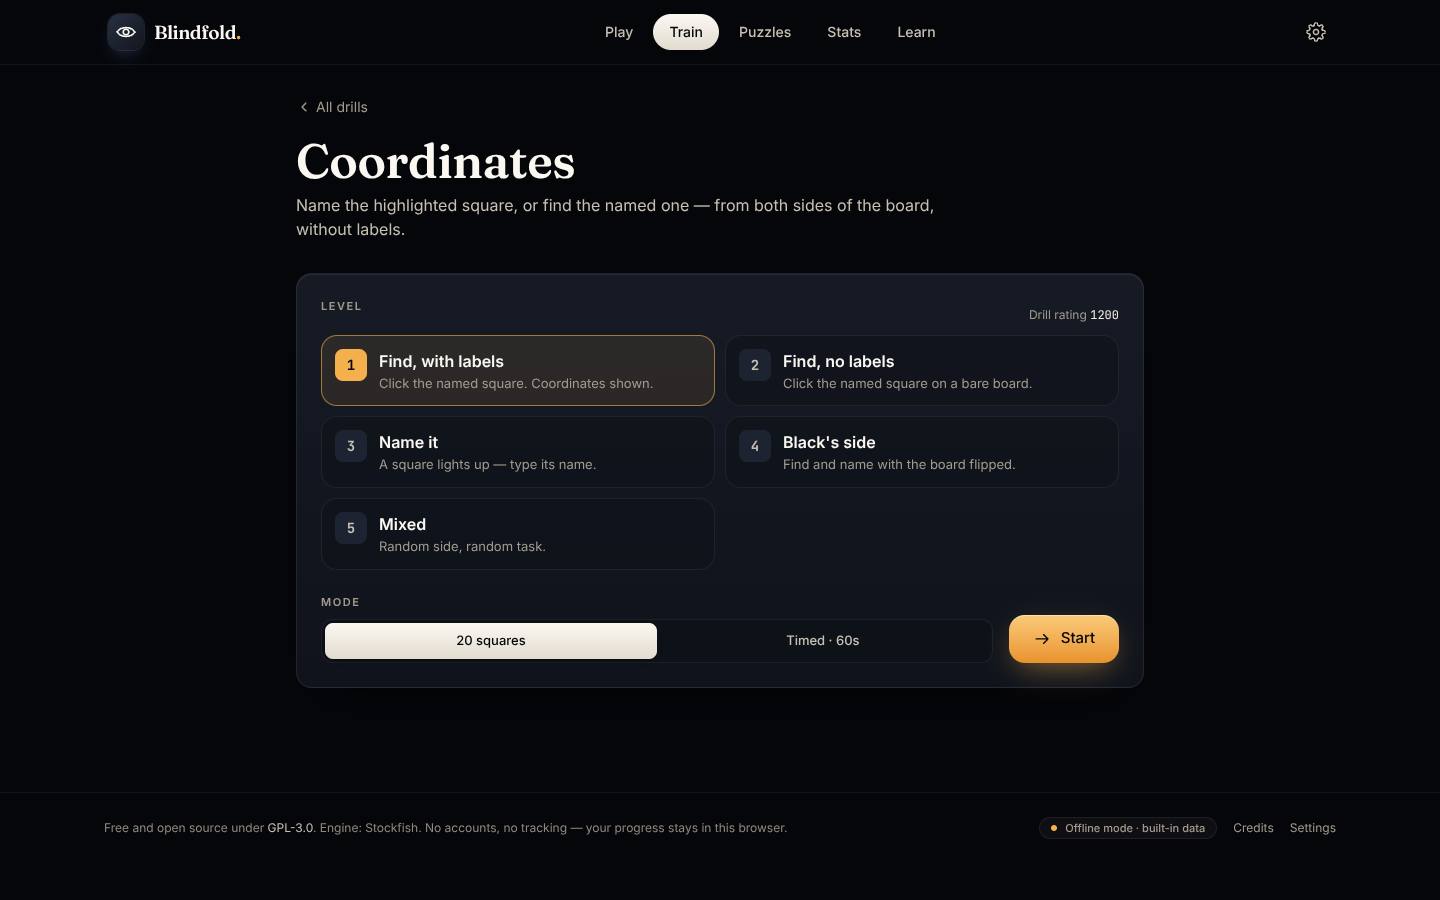 Blindfold.
Play
Train
Puzzles
Stats
Learn
All drills
Coordinates
Name the highlighted square, or find the named one — from both sides of the board,
without labels.
LEVEL
Drill rating 1200
1
Find, with labels
Click the named square. Coordinates shown.
2
Find, no labels
Click the named square on a bare board.
3
Name it
A square lights up — type its name.
4
Black's side
Find and name with the board flipped.
5
Mixed
Random side, random task.
MODE
20 squares
Timed · 60s
Start
Free and open source under GPL-3.0. Engine: Stockfish. No accounts, no tracking — your progress stays in this browser.
Offline mode · built-in data
Credits
Settings